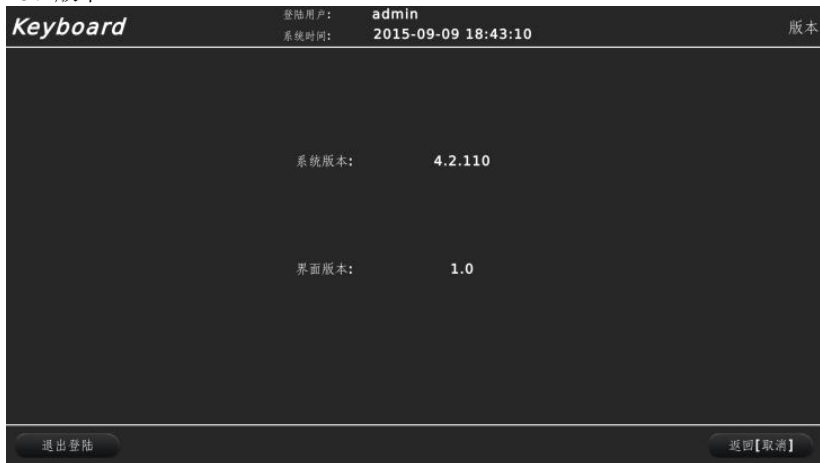 Keyboard
登陆用户: admin
系统时间: 2015-09-09 18:43:10
版本
系统版本: 4.2.110
界面版本: 1.0
退出登陆
返回[取消]